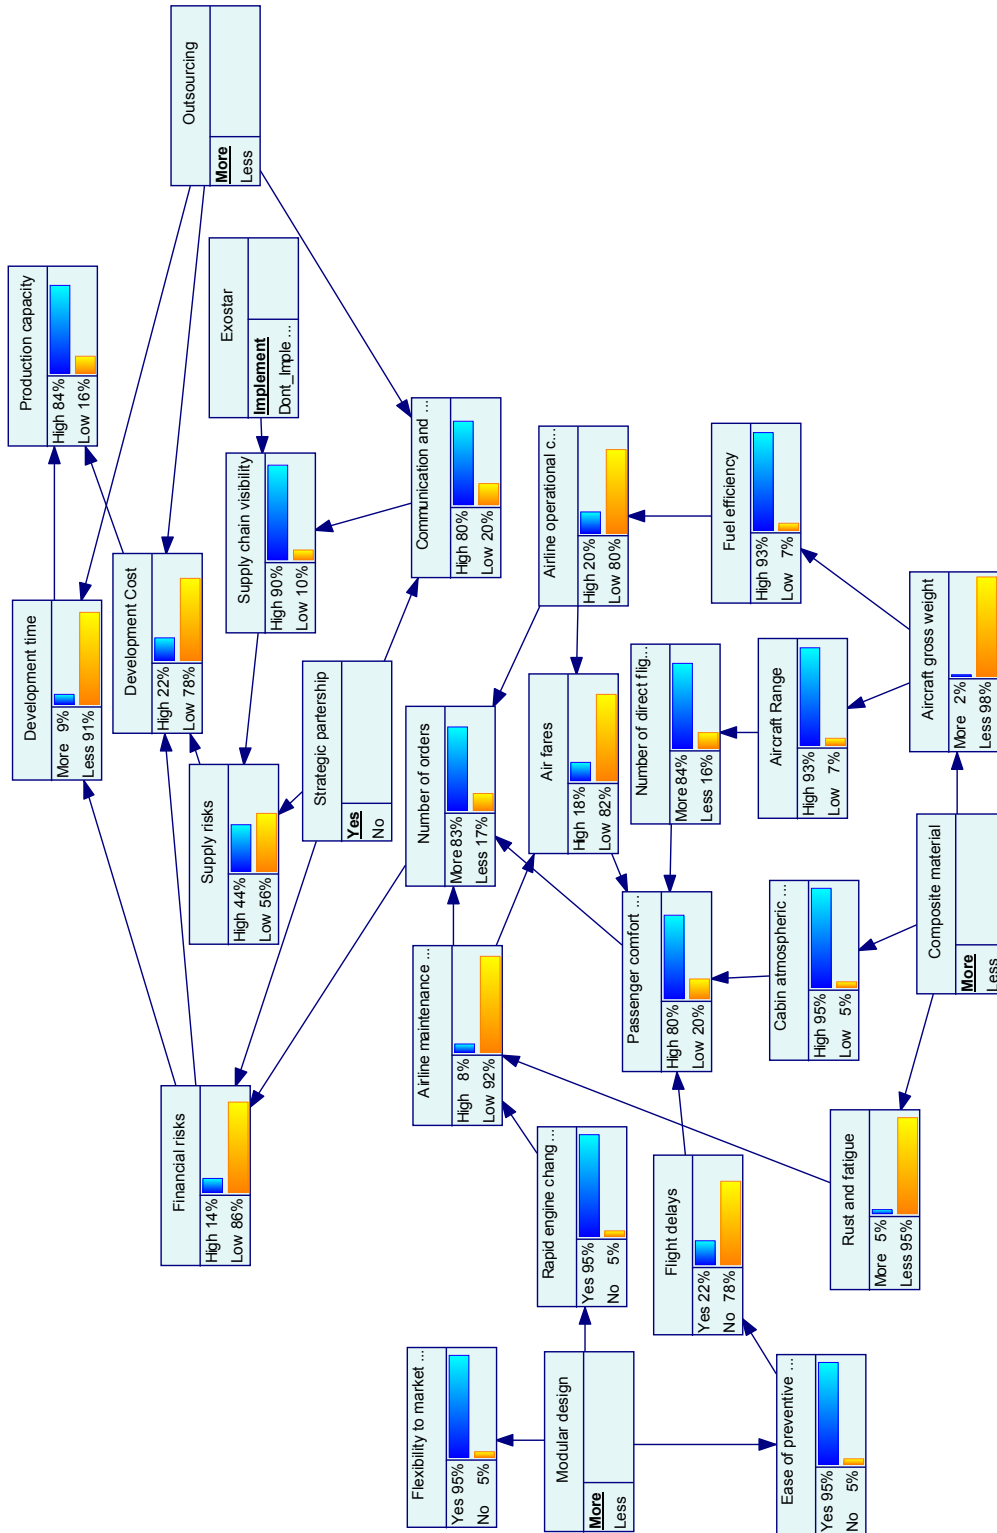 Outsourcing
More
Less
Production capacity
High 84%
Low 16%
Exostar
Implement
Dont_Imple ...
Development time
More 9%
Less 91%
Development Cost
High 22%
Low 78%
Supply chain visibility
High 90%
Low 10%
Communication and ...
High 80%
Low 20%
Supply risks
High 44%
Low 56%
Strategic partership
Yes
No
Number of orders
More 83%
Less 17%
Airline operational c...
High 20%
Low 80%
Air fares
High 18%
Low 82%
Fuel efficiency
High 93%
Low 7%
Number of direct flig...
More 84%
Less 16%
Aircraft Range
High 93%
Low 7%
Aircraft gross weight
More 2%
Less 98%
Financial risks
High 14%
Low 86%
Airline maintenance ...
High 8%
Low 92%
Passenger comfort ...
High 80%
Low 20%
Cabin atmospheric ...
High 95%
Low 5%
Composite material
More
Less
Rapid engine chang ...
Yes 95%
No 5%
Flight delays
Yes 22%
No 78%
Rust and fatigue
More 5%
Less 95%
Flexibility to market ...
Yes 95%
No 5%
Modular design
More
Less
Ease of preventive ...
Yes 95%
No 5%